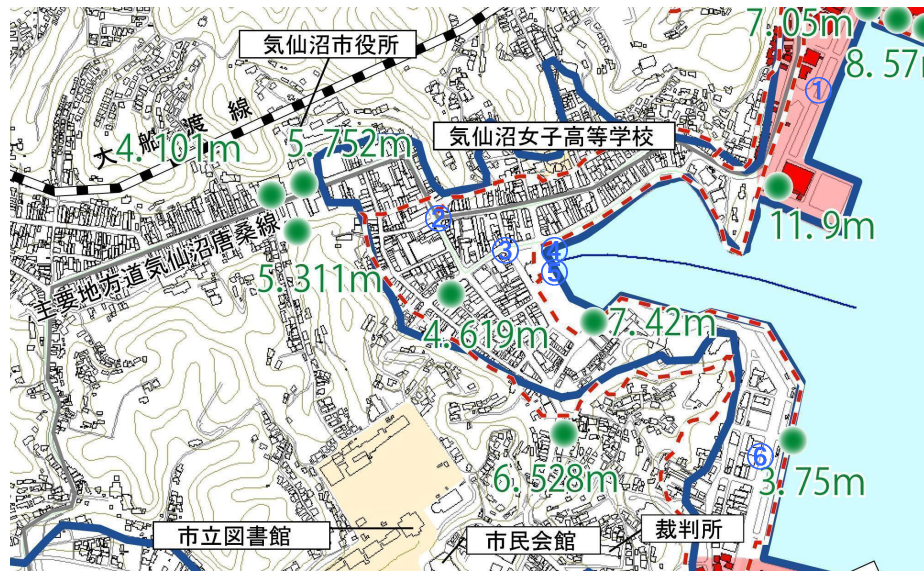 7.05m
8.57m
①
気仙沼市役所
大船渡線
4.101m
5.752m
気仙沼女子高等学校
11.9m
②
③
④
⑤
主要地方道気仙沼唐桑線
5.311m
4.619m
7.42m
⑥
6.528m
3.75m
市立図書館
市民会館
裁判所